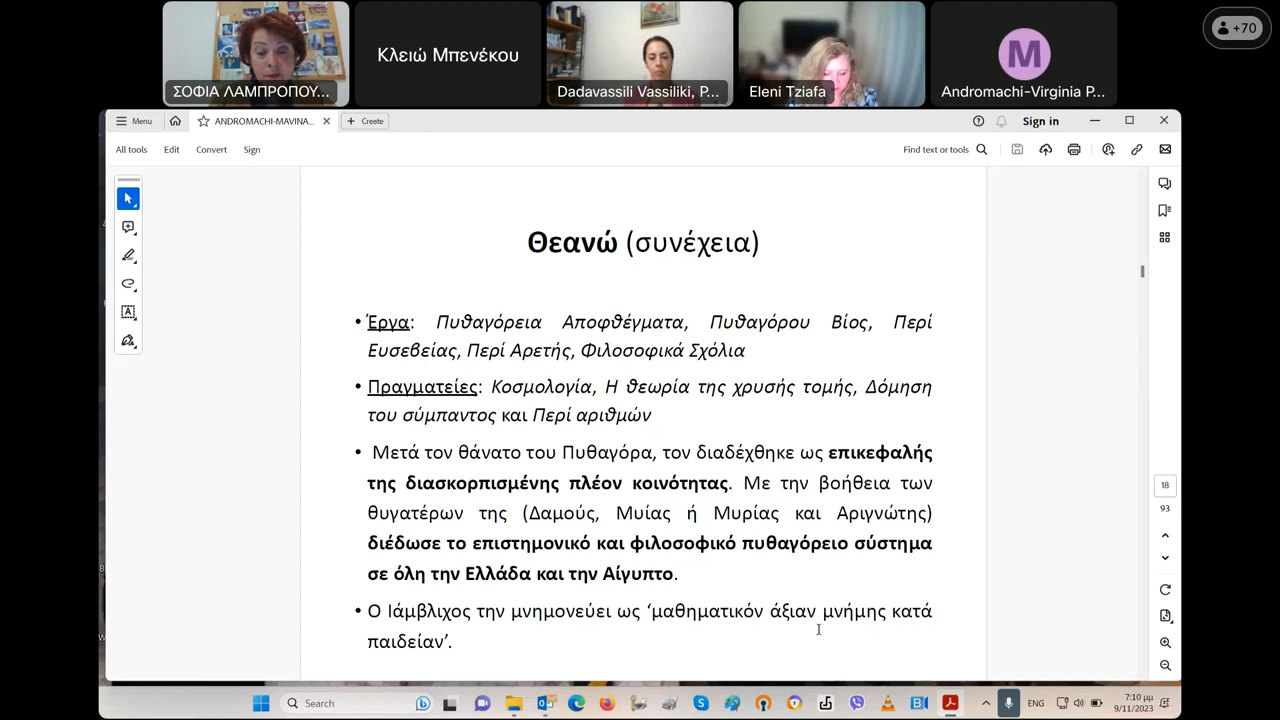 +70
ΣΟΦΙΑ ΛΑΜΠΡΟΠΟΥ...
Κλειώ Μπενέκου
Dadavassili Vassiliki, P...
Eleni Tziafa
M
Andromachi-Virginia P...
Menu
ANDROMACHI-MAVINA...
Create
Sign in
All tools
Edit
Convert
Sign
Find text or tools
Θεανώ (συνέχεια)
• Έργα: Πυθαγόρεια Αποφθέγματα, Πυθαγόρου Βίος, Περί
Ευσεβείας, Περί Αρετής, Φιλοσοφικά Σχόλια
• Πραγματείες: Κοσμολογία, Η θεωρία της χρυσής τομής, Δόμηση
του σύμπαντος και Περί αριθμών
• Μετά τον θάνατο του Πυθαγόρα, τον διαδέχθηκε ως επικεφαλής
της διασκορπισμένης πλέον κοινότητας. Με την βοήθεια των
θυγατέρων της (Δαμούς, Μυίας ή Μυρίας και Αριγνώτης)
διέδωσε το επιστημονικό και φιλοσοφικό πυθαγόρειο σύστημα
σε όλη την Ελλάδα και την Αίγυπτο.
• Ο Ιάμβλιχος την μνημονεύει ως ‘μαθηματικόν άξιαν μνήμης κατά
παιδείαν’.
18
93
Search
ENG
7:10 μμ
9/11/2023